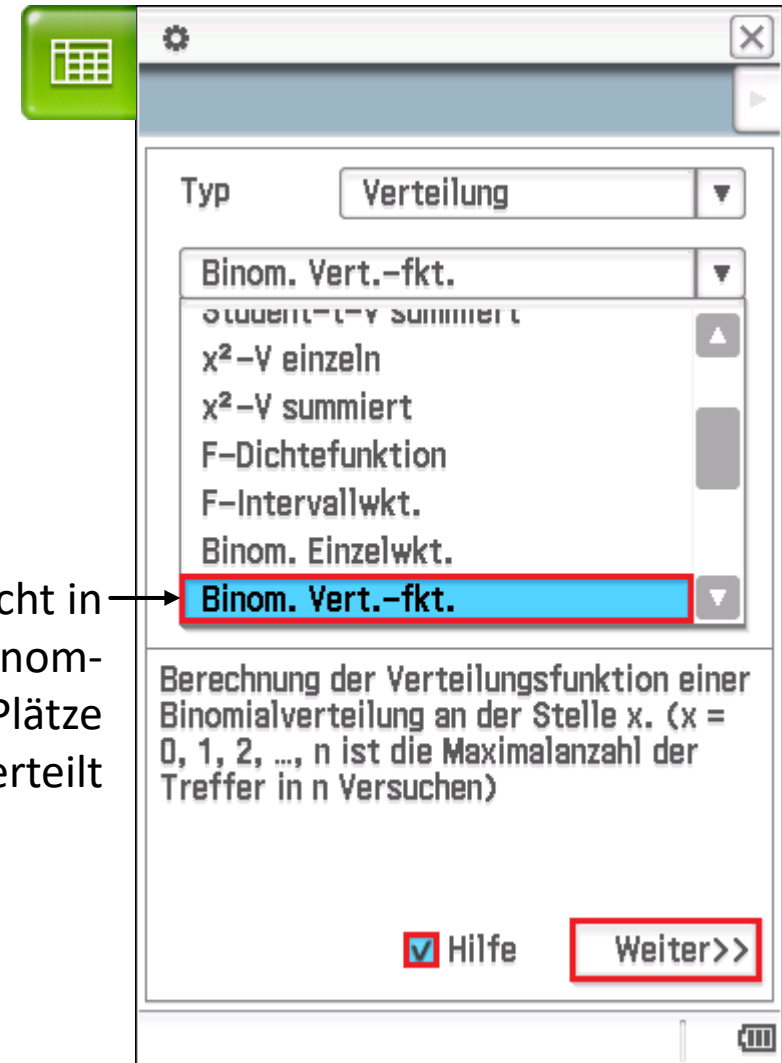 Typ Verteilung
Binom. Vert.-fkt.
Student-t-V summiert
x²-V einzeln
x²-V summiert
F-Dichtefunktion
F-Intervallwkt.
Binom. Einzelwkt.
Binom. Vert.-fkt.
cht in
nom-
Plätze
erteilt
Berechnung der Verteilungsfunktion einer
Binomialverteilung an der Stelle x. (x =
0, 1, 2, …, n ist die Maximalanzahl der
Treffer in n Versuchen)
Hilfe Weiter>>